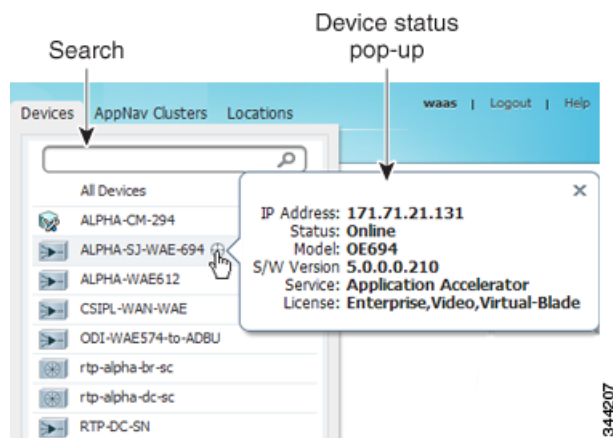 Device status
pop-up
Search
Devices AppNav Clusters Locations
waas | Logout | Help
All Devices
ALPHA-CM-294
ALPHA-SJ-WAE-694
ALPHA-WAE612
CSIPL-WAN-WAE
ODI-WAE574-to-ADBU
rtp-alpha-br-sc
rtp-alpha-dc-sc
RTP-DC-SN
IP Address: 171.71.21.131
Status: Online
Model: OE694
S/W Version 5.0.0.0.210
Service: Application Accelerator
License: Enterprise,Video,Virtual-Blade
344207